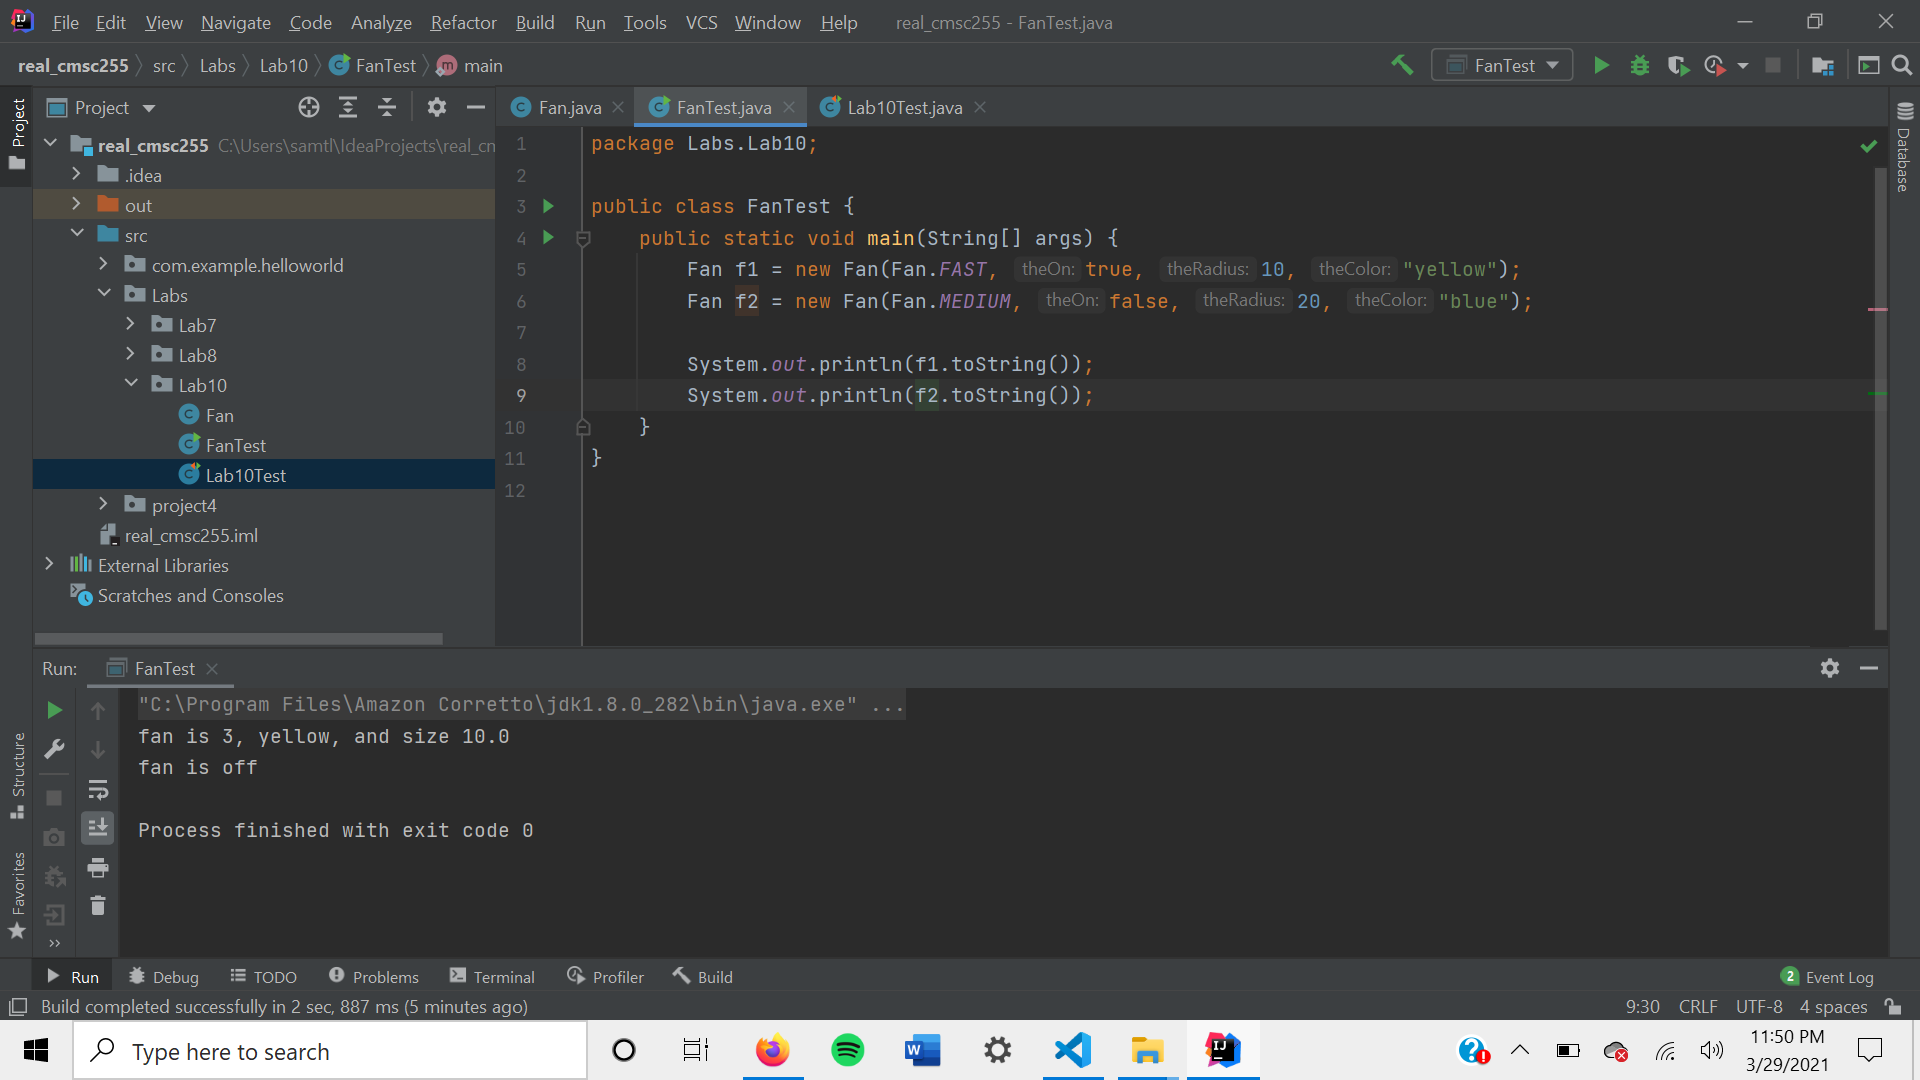 File Edit View Navigate Code Analyze Refactor Build Run Tools VCS Window Help real_cmsc255 - FanTest.java
real_cmsc255 src Labs Lab10 FanTest main FanTest
Project
Fan.java FanTest.java Lab10Test.java
real_cmsc255 C:\Users\samtl\IdeaProjects\real_cm
.idea
out
src
com.example.helloworld
Labs
Lab7
Lab8
Lab10
Fan
FanTest
Lab10Test
project4
real_cmsc255.iml
External Libraries
Scratches and Consoles
1 package Labs.Lab10;
2
3 public class FanTest {
4 public static void main(String[] args) {
5 Fan f1 = new Fan(Fan.FAST, theOn: true, theRadius: 10, theColor: "yellow");
6 Fan f2 = new Fan(Fan.MEDIUM, theOn: false, theRadius: 20, theColor: "blue");
7
8 System.out.println(f1.toString());
9 System.out.println(f2.toString());
10 }
11 }
12
Project
Structure
Favorites
Database
Run: FanTest
"C:\Program Files\Amazon Corretto\jdk1.8.0_282\bin\java.exe" ...
fan is 3, yellow, and size 10.0
fan is off
Process finished with exit code 0
Run Debug TODO Problems Terminal Profiler Build 2 Event Log
Build completed successfully in 2 sec, 887 ms (5 minutes ago) 9:30 CRLF UTF-8 4 spaces
Type here to search
11:50 PM
3/29/2021